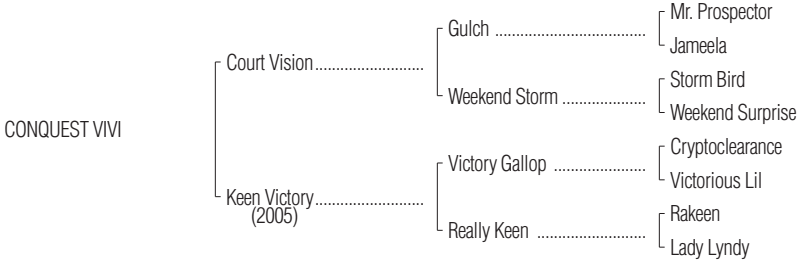 Mr. Prospector
Gulch ....................................
Jameela
Court Vision..........................
Storm Bird
Weekend Storm ....................
Weekend Surprise
CONQUEST VIVI
Cryptoclearance
Victory Gallop ......................
Victorious Lil
Keen Victory..........................
(2005)
Rakeen
Really Keen ..........................
Lady Lyndy